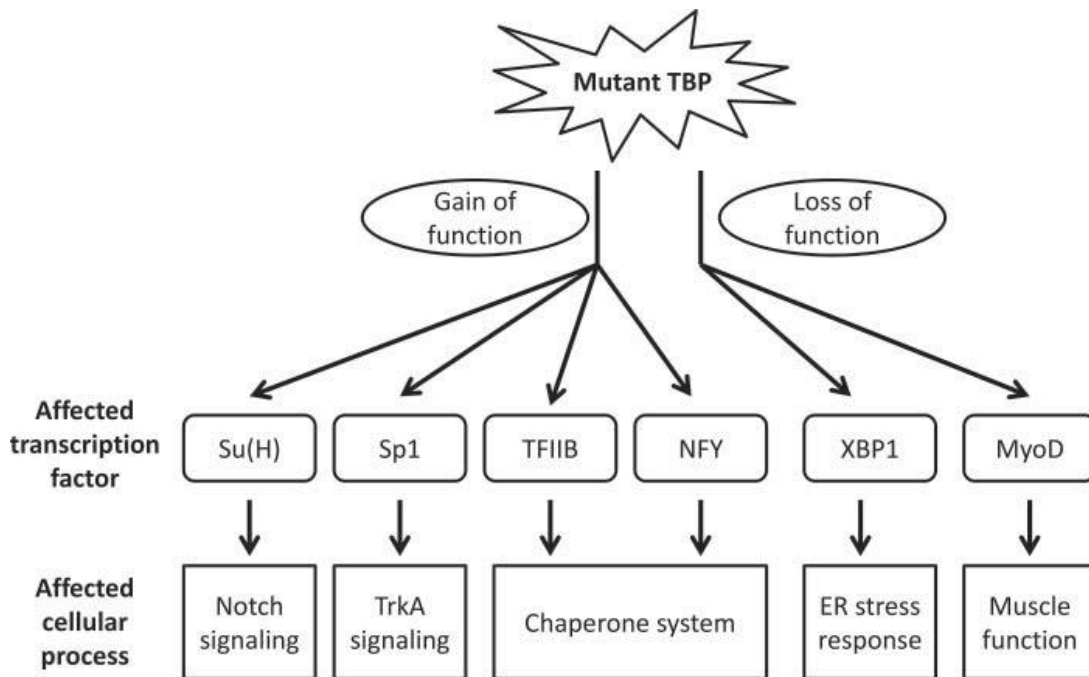 Mutant TBP
Gain of
function
Loss of
function
Affected
transcription
factor
Su(H)
Sp1
TFIIB
NFY
XBP1
MyoD
Affected
cellular
process
Notch
signaling
TrkA
signaling
Chaperone system
ER stress
response
Muscle
function